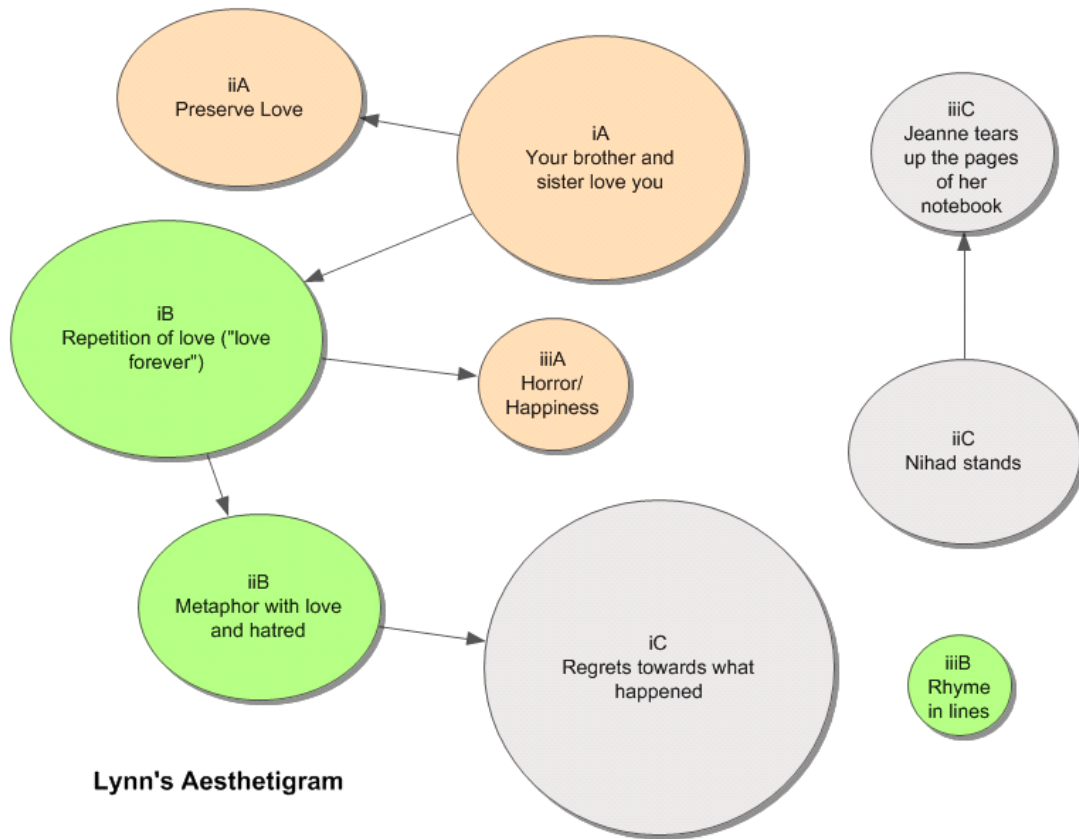 iiA
Preserve Love
iA
Your brother and
sister love you
iiiC
Jeanne tears
up the pages
of her
notebook
iB
Repetition of love ("love
forever")
iiiA
Horror/
Happiness
iiC
Nihad stands
iiB
Metaphor with love
and hatred
iC
Regrets towards what
happened
iiiB
Rhyme
in lines
Lynn's Aesthetigram